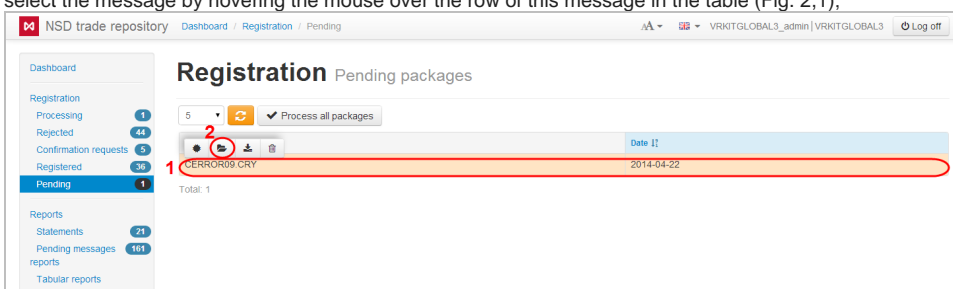 select the message by hovering the mouse over the row of this message in the table (Fig. 2,1);
NSD trade repository Dashboard / Registration / Pending AA VRKITGLOBAL3_admin | VRKITGLOBAL3 Log off
Dashboard
Registration Pending packages
Registration
Processing 1
5 Process all packages
Rejected 44
2
Confirmation requests 5
Date
Registered 36
1 CERROR09.CRY 2014-04-22
Pending 1
Total: 1
Reports
Statements 21
Pending messages 161
reports
Tabular reports